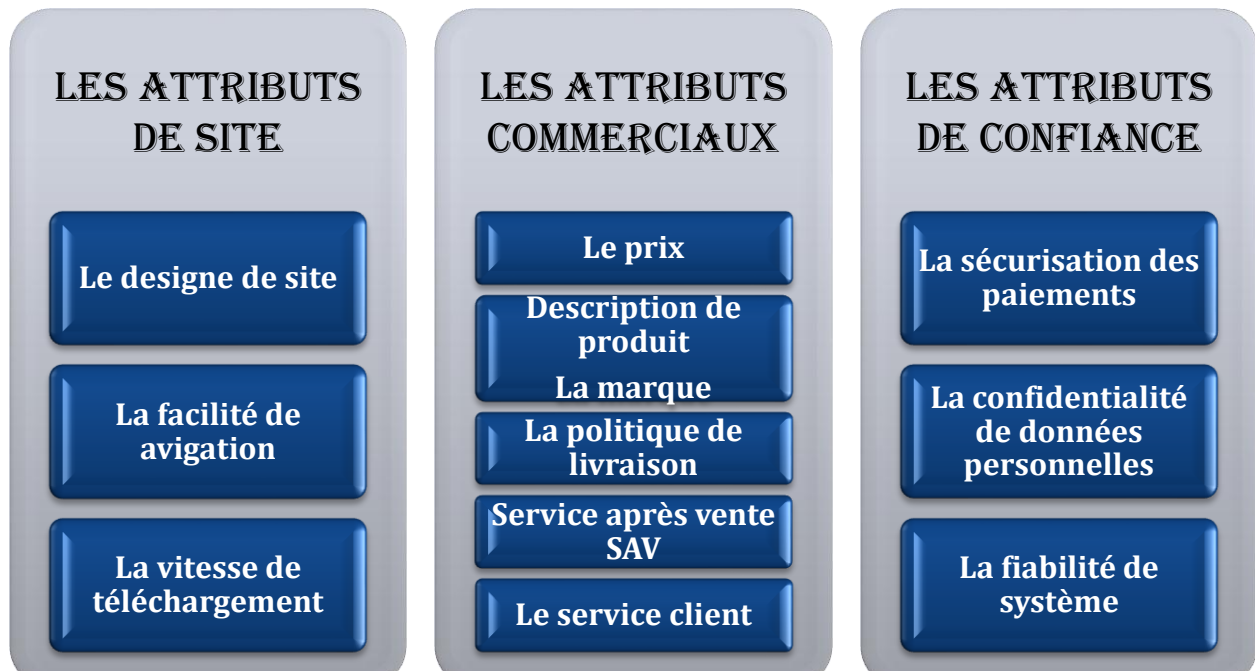 LES ATTRIBUTS
DE SITE
Le designe de site
La facilité de
avigation
La vitesse de
téléchargement
LES ATTRIBUTS
COMMERCIAUX
Le prix
Description de
produit
La marque
La politique de
livraison
Service après vente
SAV
Le service client
LES ATTRIBUTS
DE CONFIANCE
La sécurisation des
paiements
La confidentialité
de données
personnelles
La fiabilité de
système